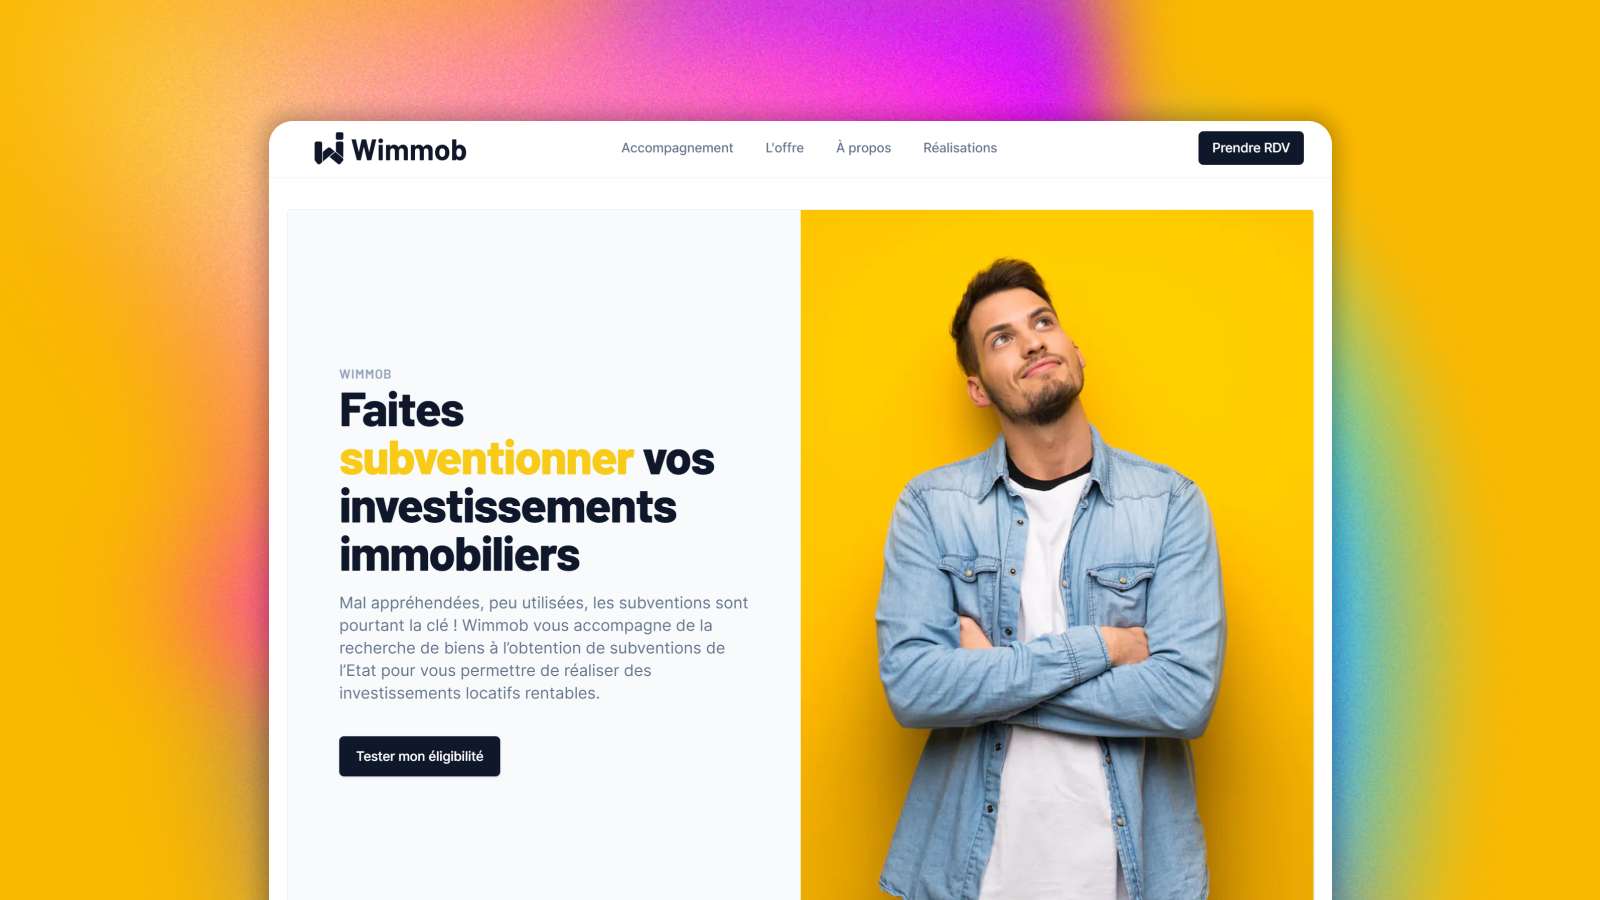 Wimmob
Accompagnement
L'offre
À propos
Réalisations
Prendre RDV
WIMMOB
Faites
subventionner vos
investissements
immobiliers
Mal appréhendées, peu utilisées, les subventions sont
pourtant la clé ! Wimmob vous accompagne de la
recherche de biens à l’obtention de subventions de
l’Etat pour vous permettre de réaliser des
investissements locatifs rentables.
Tester mon éligibilité